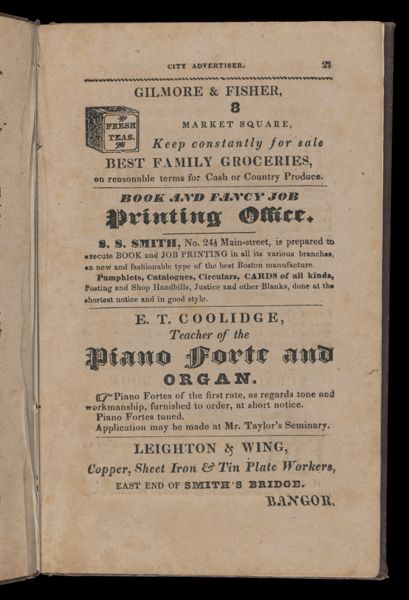 CITY ADVERTISER. 21
GILMORE & FISHER,
8
FRESH
TEAS.
MARKET SQUARE,
Keep constantly for sale
BEST FAMILY GROCERIES,
on reasonable terms for Cash or Country Produce.
BOOK AND FANCY JOB
Printing Office.
S. S. SMITH, No. 24½ Main-street, is prepared to
execute BOOK and JOB PRINTING in all its various branches,
on new and fashionable type of the best Boston manufacture.
Pamphlets, Catalogues, Circulars, CARDS of all kinds,
Posting and Shop Handbills, Justice and other Blanks, done at the
shortest notice and in good style.
E. T. COOLIDGE,
Teacher of the
Piano Forte and
ORGAN.
☞Piano Fortes of the first rate, as regards tone and
workmanship, furnished to order, at short notice.
Piano Fortes tuned.
Application may be made at Mr. Taylor's Seminary.
LEIGHTON & WING,
Copper, Sheet Iron & Tin Plate Workers,
EAST END OF SMITH'S BRIDGE.
BANGOR.